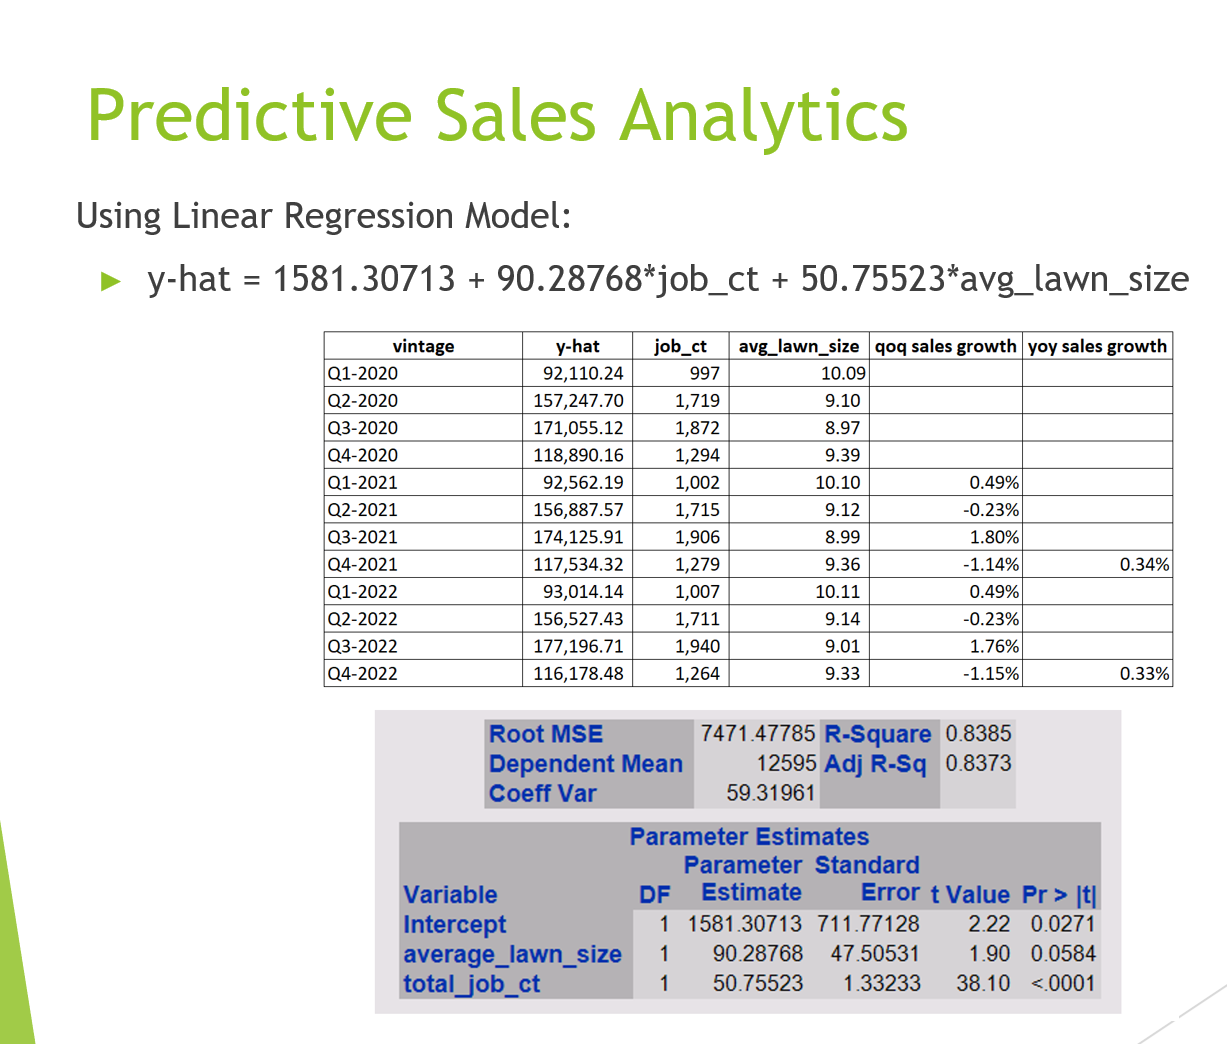 Predictive Sales Analytics
Using Linear Regression Model:
► y-hat = 1581.30713 + 90.28768*job_ct + 50.75523*avg_lawn_size
vintage y-hat job_ct avg_lawn_size qoq sales growth yoy sales growth
Q1-2020 92,110.24 997 10.09
Q2-2020 157,247.70 1,719 9.10
Q3-2020 171,055.12 1,872 8.97
Q4-2020 118,890.16 1,294 9.39
Q1-2021 92,562.19 1,002 10.10 0.49%
Q2-2021 156,887.57 1,715 9.12 -0.23%
Q3-2021 174,125.91 1,906 8.99 1.80%
Q4-2021 117,534.32 1,279 9.36 -1.14% 0.34%
Q1-2022 93,014.14 1,007 10.11 0.49%
Q2-2022 156,527.43 1,711 9.14 -0.23%
Q3-2022 177,196.71 1,940 9.01 1.76%
Q4-2022 116,178.48 1,264 9.33 -1.15% 0.33%
Root MSE 7471.47785 R-Square 0.8385
Dependent Mean 12595 Adj R-Sq 0.8373
Coeff Var 59.31961
Parameter Estimates
Parameter Standard
Variable DF Estimate Error t Value Pr > |t|
Intercept 1 1581.30713 711.77128 2.22 0.0271
average_lawn_size 1 90.28768 47.50531 1.90 0.0584
total_job_ct 1 50.75523 1.33233 38.10 <.0001